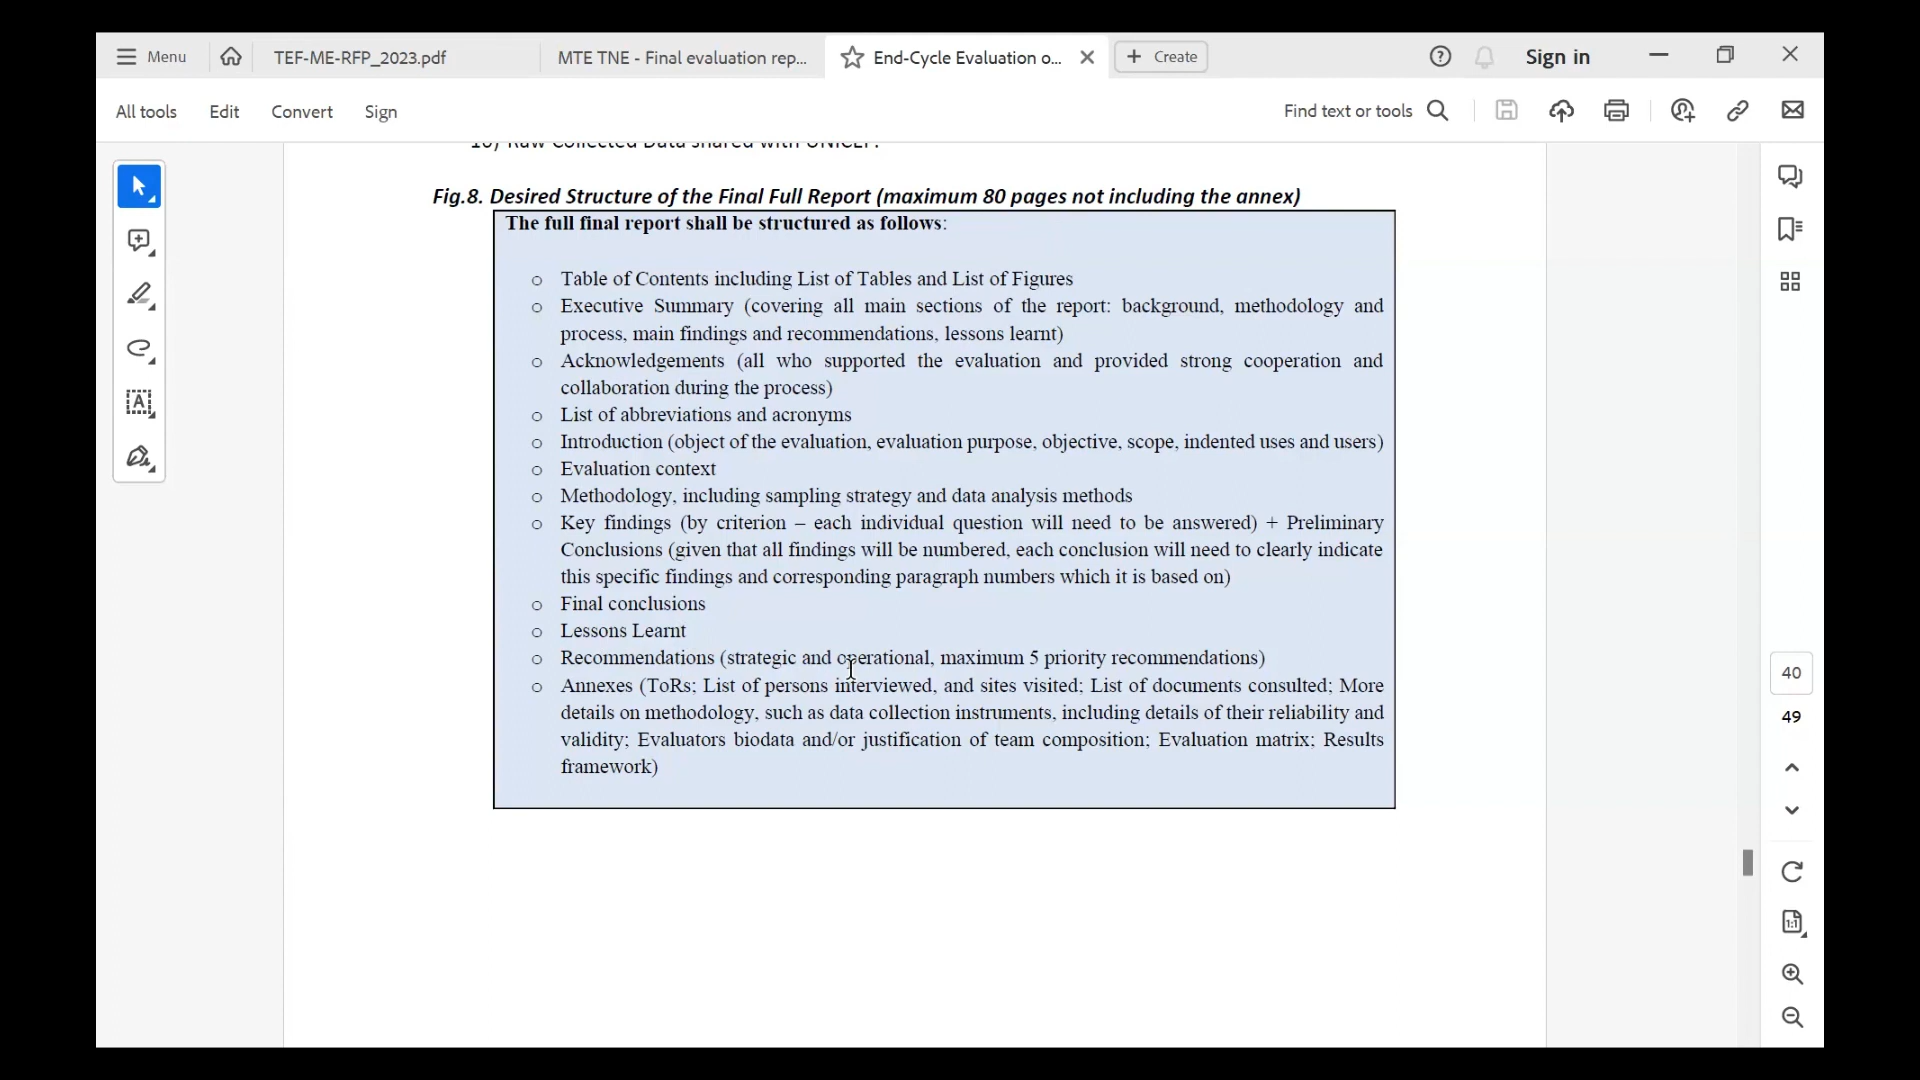 Menu
TEF-ME-RFP_2023.pdf
MTE TNE - Final evaluation rep...
End-Cycle Evaluation o...
Create
Sign in
All tools
Edit
Convert
Sign
Find text or tools
10) Raw Collected Data shared with UNICEF.
Fig.8. Desired Structure of the Final Full Report (maximum 80 pages not including the annex)
The full final report shall be structured as follows:
o Table of Contents including List of Tables and List of Figures
o Executive Summary (covering all main sections of the report: background, methodology and
process, main findings and recommendations, lessons learnt)
o Acknowledgements (all who supported the evaluation and provided strong cooperation and
collaboration during the process)
o List of abbreviations and acronyms
o Introduction (object of the evaluation, evaluation purpose, objective, scope, indented uses and users)
o Evaluation context
o Methodology, including sampling strategy and data analysis methods
o Key findings (by criterion – each individual question will need to be answered) + Preliminary
Conclusions (given that all findings will be numbered, each conclusion will need to clearly indicate
this specific findings and corresponding paragraph numbers which it is based on)
o Final conclusions
o Lessons Learnt
o Recommendations (strategic and operational, maximum 5 priority recommendations)
o Annexes (ToRs; List of persons interviewed, and sites visited; List of documents consulted; More
details on methodology, such as data collection instruments, including details of their reliability and
validity; Evaluators biodata and/or justification of team composition; Evaluation matrix; Results
framework)
40
49